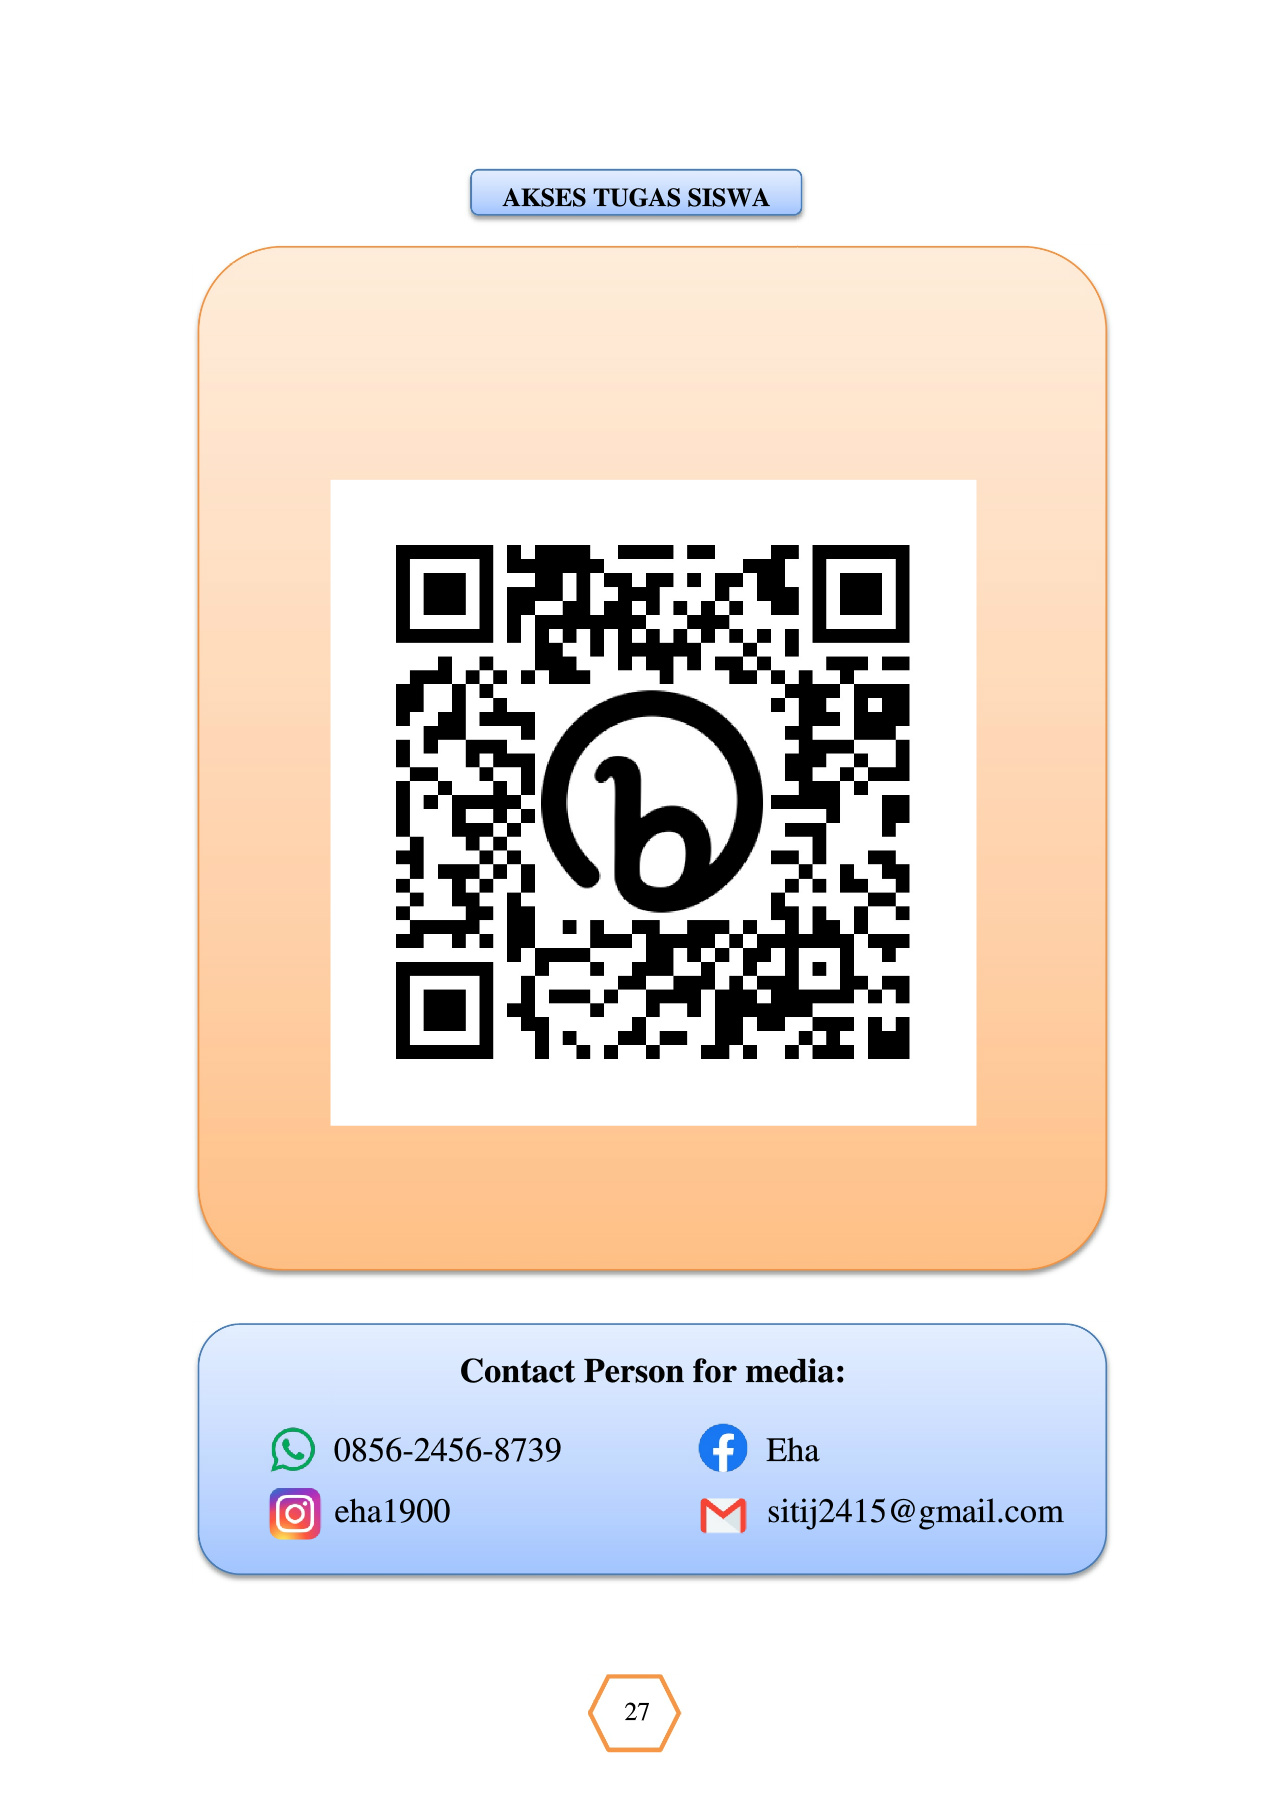 AKSES TUGAS SISWA
Contact Person for media:
0856-2456-8739
Eha
eha1900
sitij2415@gmail.com
27